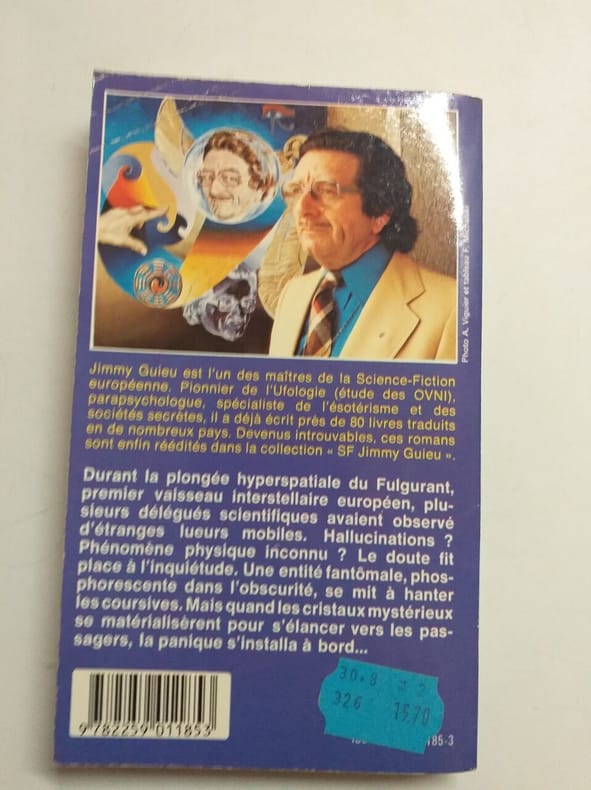 Photo A. Viguier et tableau F. 
Jimmy Guieu est l'un des maîtres de la Science-Fiction
européenne. Pionnier de l'Ufologie (étude des OVNI),
parapsychologue, spécialiste de l'ésotérisme et des
sociétés secrètes, il a déjà écrit près de 80 livres traduits
en de nombreux pays. Devenus introuvables, ces romans
sont enfin réédités dans la collection « SF Jimmy Guieu ».
Durant la plongée hyperspatiale du Fulgurant,
premier vaisseau interstellaire européen, plu-
sieurs délégués scientifiques avaient observé
d'étranges lueurs mobiles. Hallucinations ?
Phénomène physique inconnu ? Le doute fit
place à l'inquiétude. Une entité fantômale, phos-
phorescente dans l'obscurité, se mit à hanter
les coursives. Mais quand les cristaux mystérieux
se matérialisèrent pour s'élancer vers les pas-
sagers, la panique s'installa à bord...
30.8
326
15,70
9 782259 011853
185-3